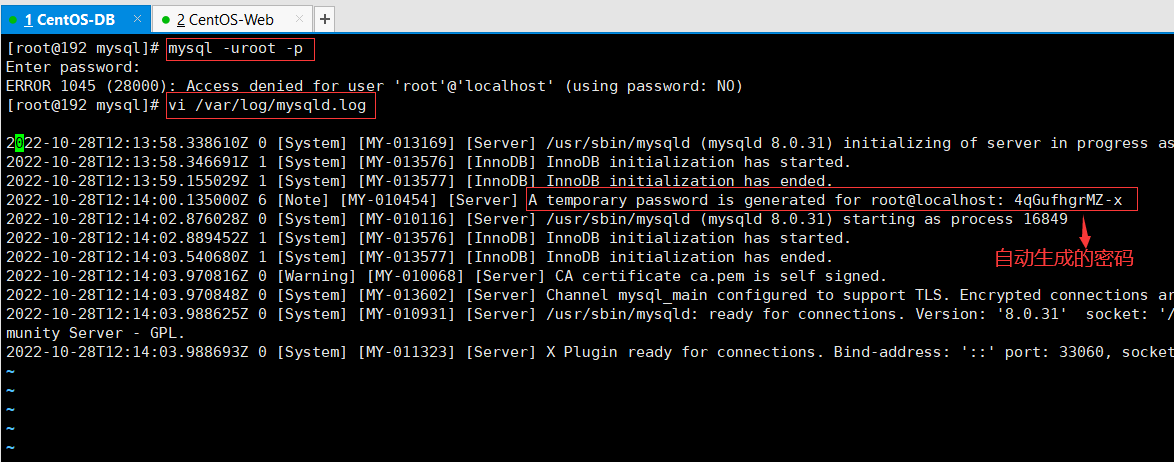 1 CentOS-DB × 2 CentOS-Web × +
[root@192 mysql]# mysql -uroot -p
Enter password:
ERROR 1045 (28000): Access denied for user 'root'@'localhost' (using password: NO)
[root@192 mysql]# vi /var/log/mysqld.log
2022-10-28T12:13:58.338610Z 0 [System] [MY-013169] [Server] /usr/sbin/mysqld (mysqld 8.0.31) initializing of server in progress as
2022-10-28T12:13:58.346691Z 1 [System] [MY-013576] [InnoDB] InnoDB initialization has started.
2022-10-28T12:13:59.155029Z 1 [System] [MY-013577] [InnoDB] InnoDB initialization has ended.
2022-10-28T12:14:00.135000Z 6 [Note] [MY-010454] [Server] A temporary password is generated for root@localhost: 4qGufhgrMZ-x
2022-10-28T12:14:02.876028Z 0 [System] [MY-010116] [Server] /usr/sbin/mysqld (mysqld 8.0.31) starting as process 16849
2022-10-28T12:14:02.889452Z 1 [System] [MY-013576] [InnoDB] InnoDB initialization has started.
2022-10-28T12:14:03.540680Z 1 [System] [MY-013577] [InnoDB] InnoDB initialization has ended.
自动生成的密码
2022-10-28T12:14:03.970816Z 0 [Warning] [MY-010068] [Server] CA certificate ca.pem is self signed.
2022-10-28T12:14:03.970848Z 0 [System] [MY-013602] [Server] Channel mysql_main configured to support TLS. Encrypted connections ar
2022-10-28T12:14:03.988625Z 0 [System] [MY-010931] [Server] /usr/sbin/mysqld: ready for connections. Version: '8.0.31'  socket: '/
munity Server - GPL.
2022-10-28T12:14:03.988693Z 0 [System] [MY-011323] [Server] X Plugin ready for connections. Bind-address: '::' port: 33060, socket
~
~
~
~
~